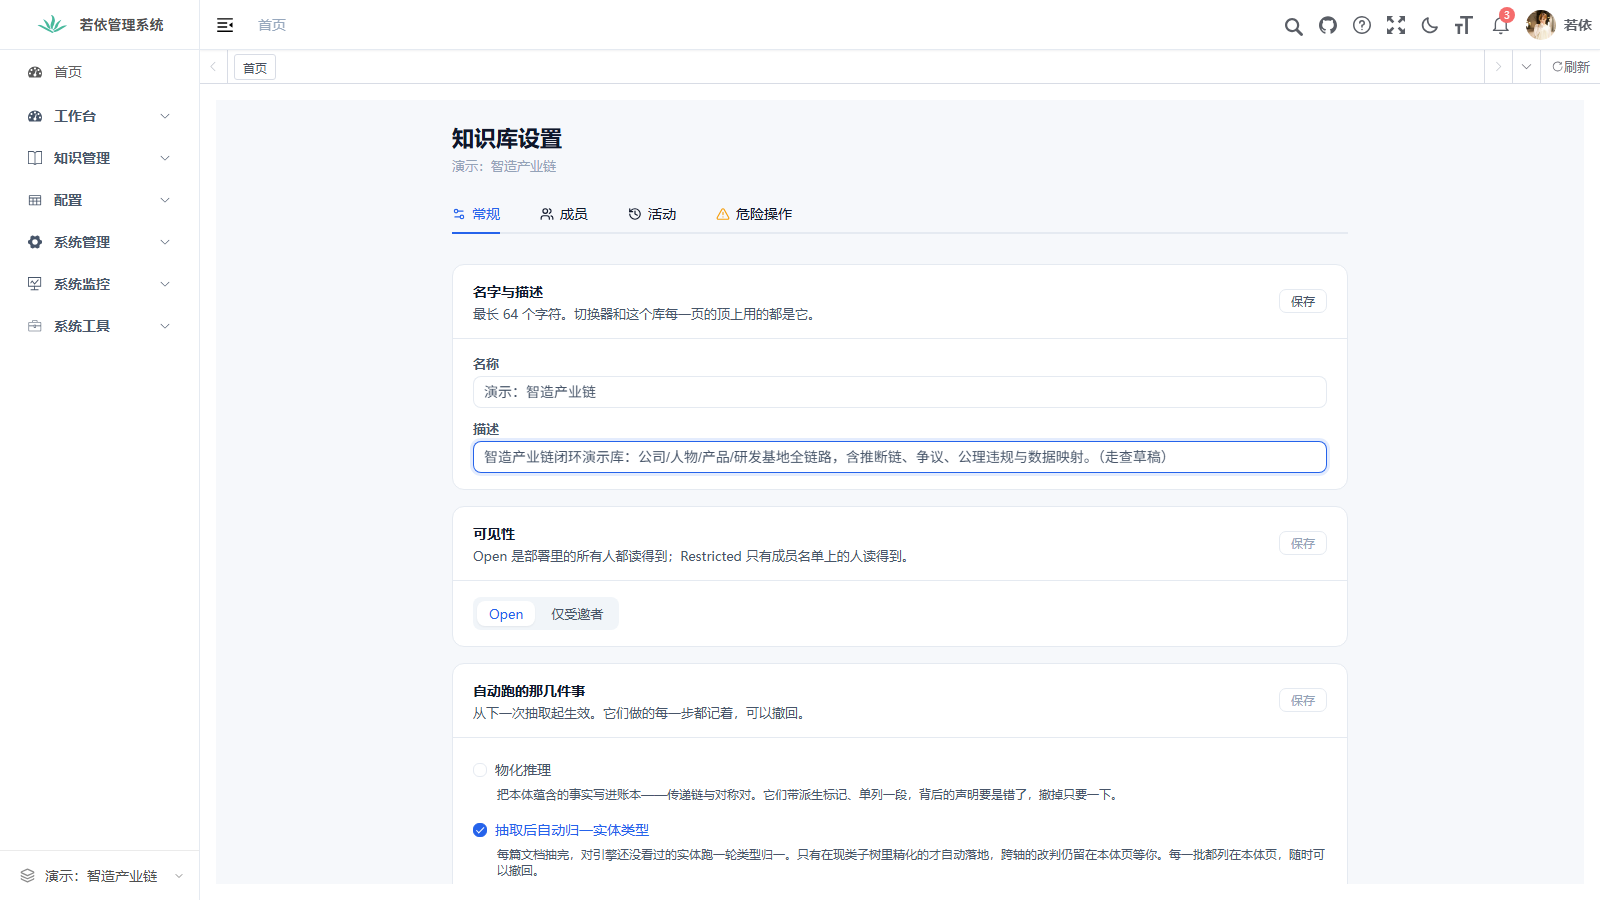 若依管理系统
首页
3
若依
首页
刷新
首页
工作台
知识管理
配置
系统管理
系统监控
系统工具
演示：智造产业链
知识库设置
演示：智造产业链
常规
成员
活动
危险操作
名字与描述
最长 64 个字符。切换器和这个库每一页的顶上用的都是它。
保存
名称
演示：智造产业链
描述
智造产业链闭环演示库：公司/人物/产品/研发基地全链路，含推断链、争议、公理违规与数据映射。（走查草稿）
可见性
Open 是部署里的所有人都读得到；Restricted 只有成员名单上的人读得到。
保存
Open
仅受邀者
自动跑的那几件事
从下一次抽取起生效。它们做的每一步都记着，可以撤回。
保存
物化推理
把本体蕴含的事实写进账本——传递链与对称对。它们带派生标记、单列一段，背后的声明要是错了，撤掉只要一下。
抽取后自动归一实体类型
每篇文档抽完，对引擎还没看过的实体跑一轮类型归一。只有在现类子树里精化的才自动落地，跨轴的改判仍留在本体页等你。每一批都列在本体页，随时可
以撤回。